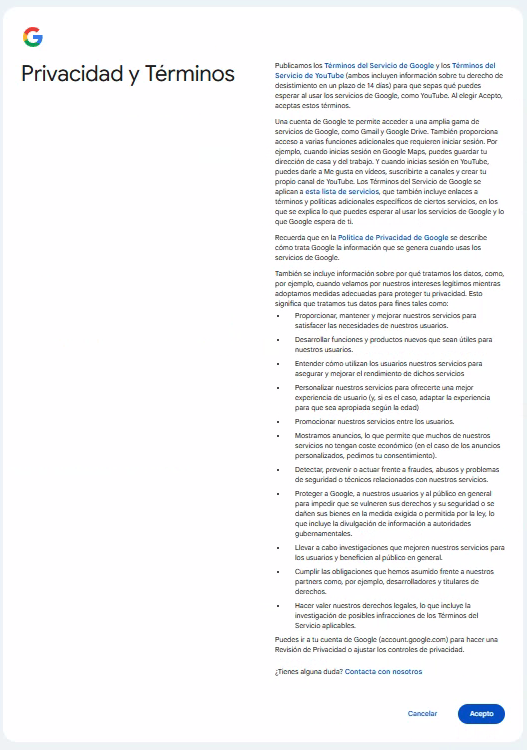 Privacidad y Términos
Publicamos los Términos del Servicio de Google y los Términos del
Servicio de YouTube (ambos incluyen información sobre tu derecho de
desistimiento en un plazo de 14 días) para que sepas qué puedes
esperar al usar los servicios de Google, como YouTube. Al elegir Acepto,
aceptas estos términos.
Una cuenta de Google te permite acceder a una amplia gama de
servicios de Google, como Gmail y Google Drive. También proporciona
acceso a varias funciones adicionales que requieren iniciar sesión. Por
ejemplo, cuando inicias sesión en Google Maps, puedes guardar tu
dirección de casa y del trabajo. Y cuando inicias sesión en YouTube,
puedes darle a Me gusta en vídeos, suscribirte a canales y crear tu
propio canal de YouTube. Los Términos del Servicio de Google se
aplican a esta lista de servicios, que también incluye enlaces a
términos y políticas adicionales específicos de ciertos servicios, en los
que se explica lo que puedes esperar al usar los servicios de Google y lo
que Google espera de ti.
Recuerda que en la Política de Privacidad de Google se describe
cómo trata Google la información que se genera cuando usas los
servicios de Google.
También se incluye información sobre por qué tratamos los datos, como,
por ejemplo, cuando velamos por nuestros intereses legítimos mientras
adoptamos medidas adecuadas para proteger tu privacidad. Esto
significa que tratamos tus datos para fines tales como:
• Proporcionar, mantener y mejorar nuestros servicios para
satisfacer las necesidades de nuestros usuarios.
• Desarrollar funciones y productos nuevos que sean útiles para
nuestros usuarios.
• Entender cómo utilizan los usuarios nuestros servicios para
asegurar y mejorar el rendimiento de dichos servicios
• Personalizar nuestros servicios para ofrecerte una mejor
experiencia de usuario (y, si es el caso, adaptar la experiencia
para que sea apropiada según la edad)
• Promocionar nuestros servicios entre los usuarios.
• Mostramos anuncios, lo que permite que muchos de nuestros
servicios no tengan coste económico (en el caso de los anuncios
personalizados, pedimos tu consentimiento).
• Detectar, prevenir o actuar frente a fraudes, abusos y problemas
de seguridad o técnicos relacionados con nuestros servicios.
• Proteger a Google, a nuestros usuarios y al público en general
para impedir que se vulneren sus derechos y su seguridad o se
dañen sus bienes en la medida exigida o permitida por la ley, lo
que incluye la divulgación de información a autoridades
gubernamentales.
• Llevar a cabo investigaciones que mejoren nuestros servicios para
los usuarios y beneficien al público en general.
• Cumplir las obligaciones que hemos asumido frente a nuestros
partners como, por ejemplo, desarrolladores y titulares de
derechos.
• Hacer valer nuestros derechos legales, lo que incluye la
investigación de posibles infracciones de los Términos del
Servicio aplicables.
Puedes ir a tu cuenta de Google (account.google.com) para hacer una
Revisión de Privacidad o ajustar los controles de privacidad.
¿Tienes alguna duda? Contacta con nosotros
Cancelar
Acepto